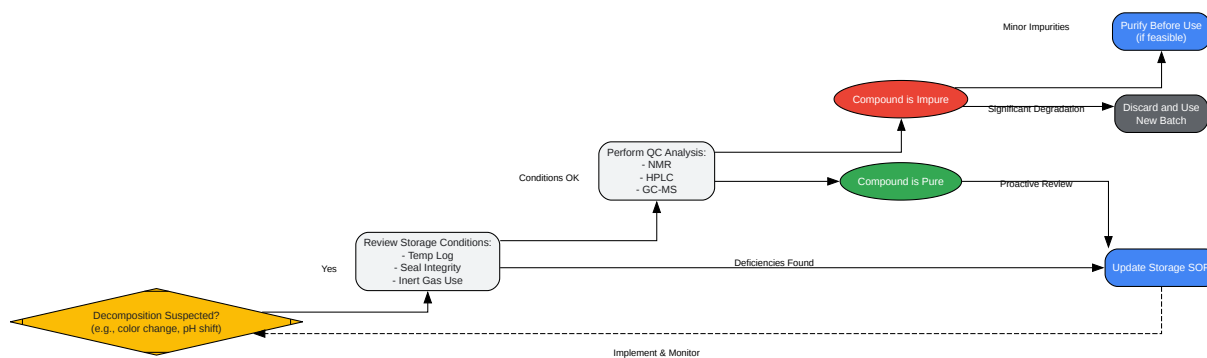 Minor Impurities
Purify Before Use
(if feasible)
Compound is Impure
Significant Degradation
Discard and Use
New Batch
Perform QC Analysis:
- NMR
- HPLC
- GC-MS
Conditions OK
Compound is Pure
Proactive Review
Review Storage Conditions:
- Temp Log
- Seal Integrity
- Inert Gas Use
Yes
Deficiencies Found
Update Storage SOP
Decomposition Suspected?
(e.g., color change, pH shift)
Implement & Monitor